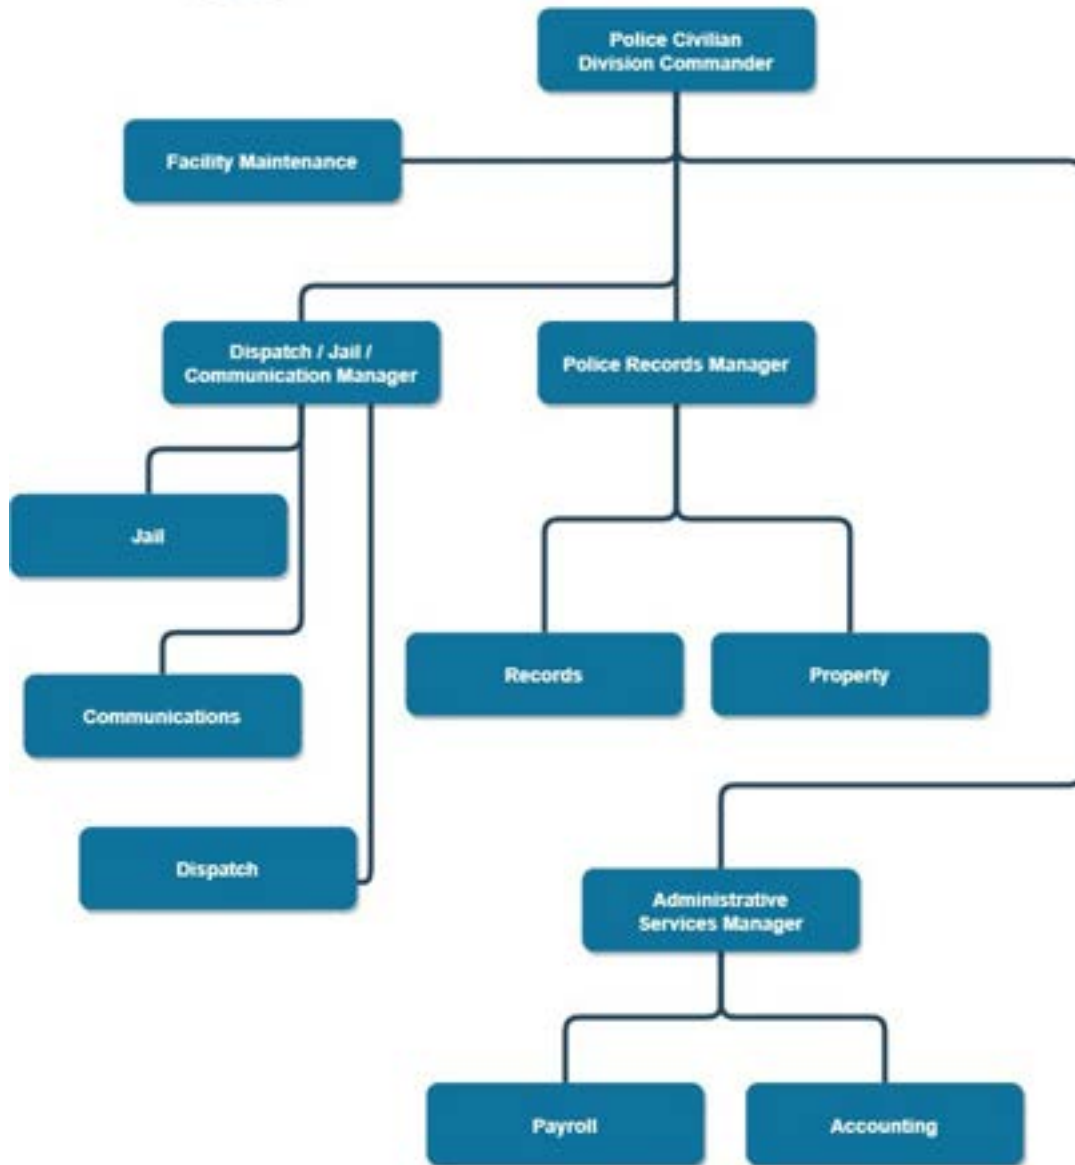 Police Civilian
Division Commander
Facility Maintenance
Dispatch / Jail /
Communication Manager
Police Records Manager
Jail
Records
Property
Communications
Dispatch
Administrative
Services Manager
Payroll
Accounting